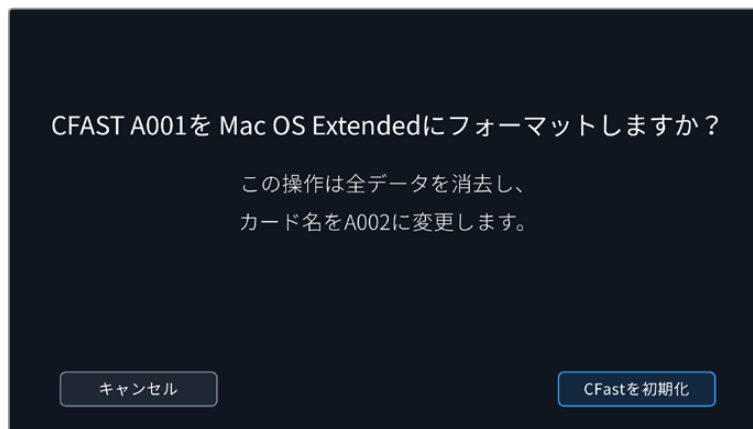 CFAST A001を Mac OS Extendedにフォーマットしますか？
この操作は全データを消去し、
カード名をA002に変更します。
キャンセル
CFastを初期化